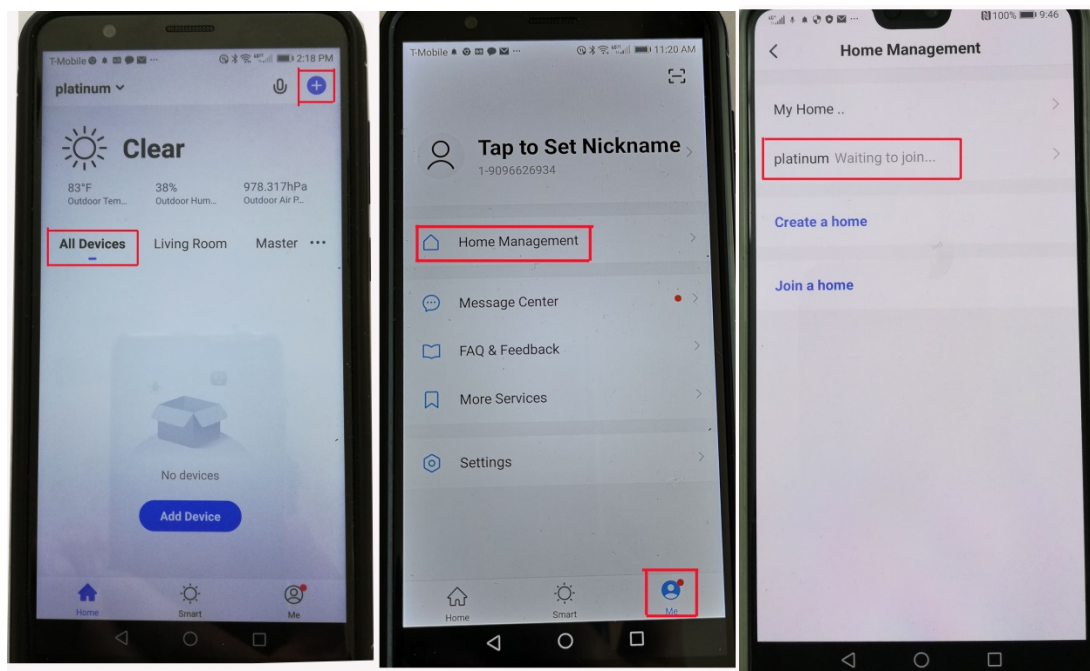 T-Mobile 2:18 PM
platinum
Clear
83°F 38% 978.317hPa
Outdoor Tem... Outdoor Hum... Outdoor Air P...
All Devices Living Room Master ...
No devices
Add Device
Home Smart Me
T-Mobile ... 11:20 AM
Tap to Set Nickname
1-9096626934
Home Management
Message Center
FAQ & Feedback
More Services
Settings
Home Smart Me
100% 9:46
Home Management
My Home ..
platinum Waiting to join...
Create a home
Join a home